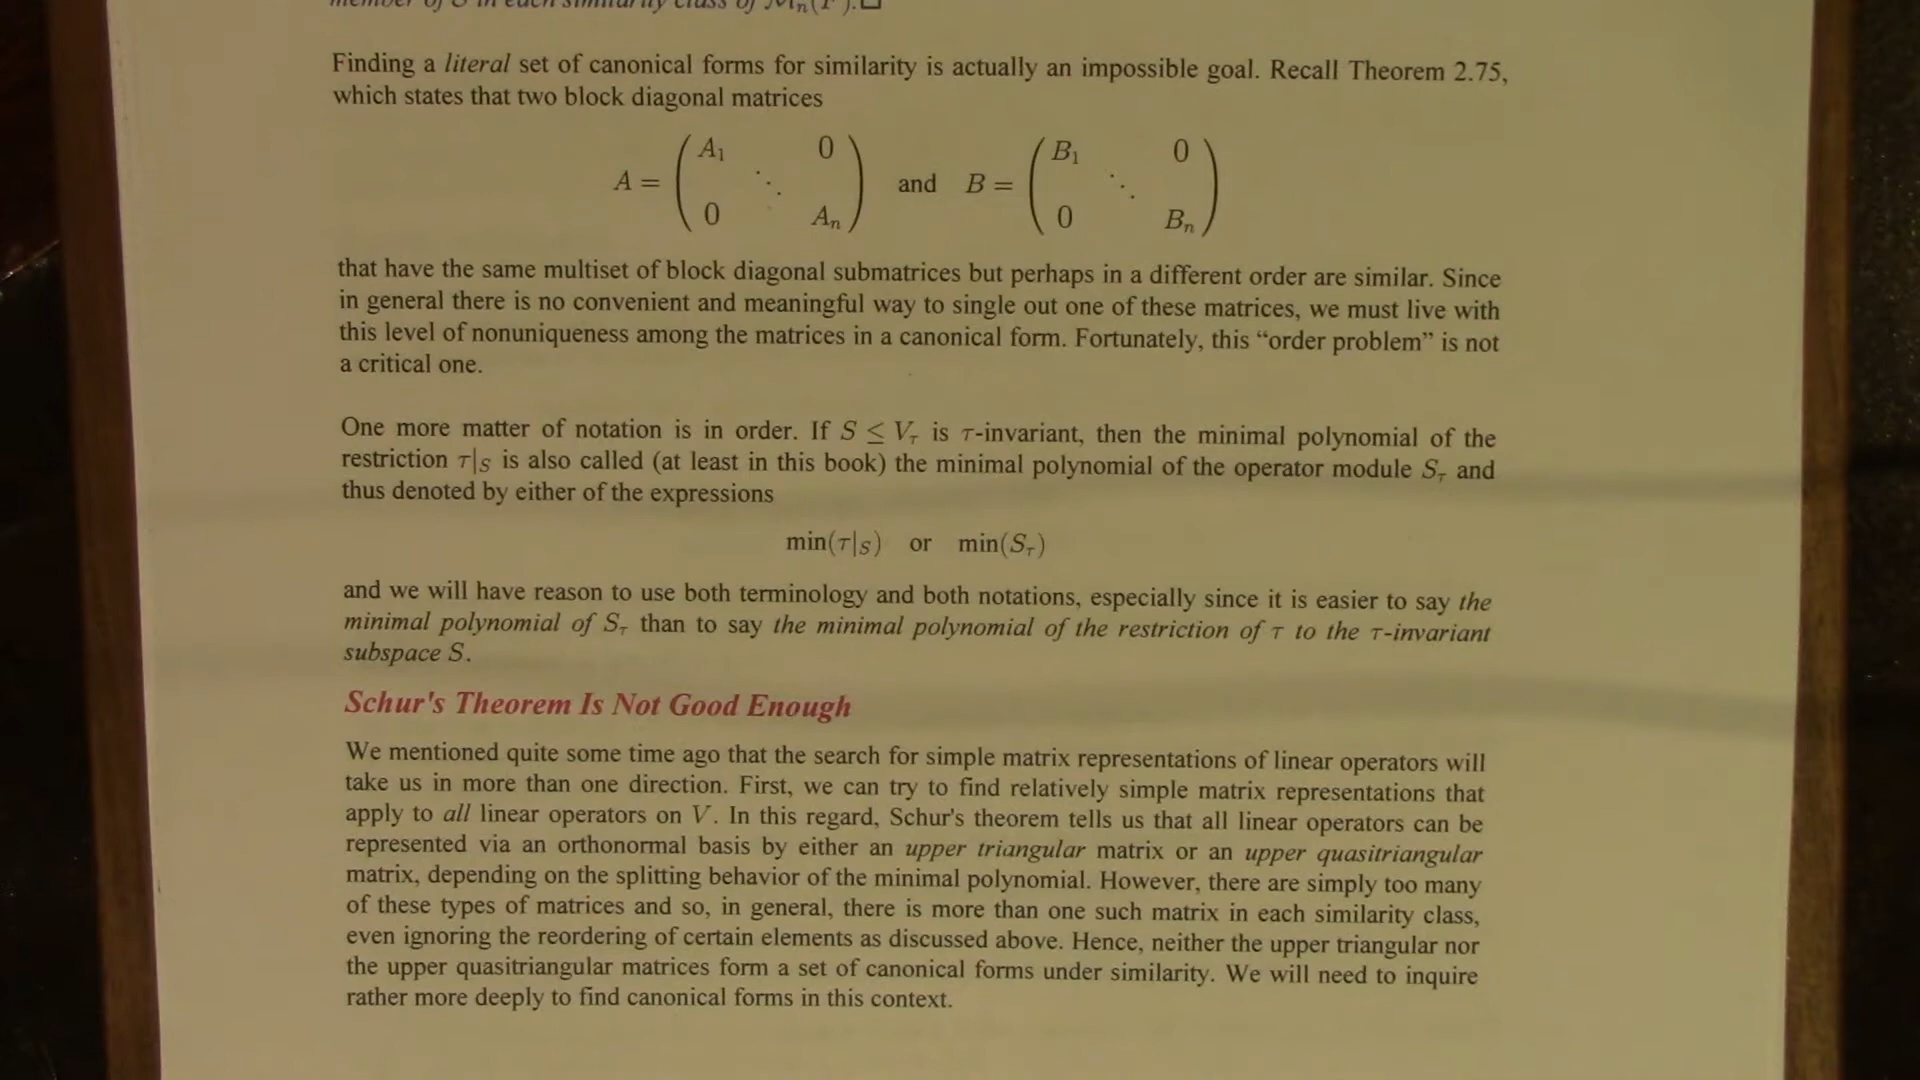 member of S in each similarity class of Mₙ(F).□
Finding a literal set of canonical forms for similarity is actually an impossible goal. Recall Theorem 2.75,
which states that two block diagonal matrices
A = ( A₁ 0 ⋱ 0 Aₙ ) and B = ( B₁ 0 ⋱ 0 Bₙ )
that have the same multiset of block diagonal submatrices but perhaps in a different order are similar. Since
in general there is no convenient and meaningful way to single out one of these matrices, we must live with
this level of nonuniqueness among the matrices in a canonical form. Fortunately, this “order problem” is not
a critical one.
One more matter of notation is in order. If S ≤ V_τ is τ-invariant, then the minimal polynomial of the
restriction τ|_S is also called (at least in this book) the minimal polynomial of the operator module S_τ and
thus denoted by either of the expressions
min(τ|_S) or min(S_τ)
and we will have reason to use both terminology and both notations, especially since it is easier to say the
minimal polynomial of S_τ than to say the minimal polynomial of the restriction of τ to the τ-invariant
subspace S.
Schur's Theorem Is Not Good Enough
We mentioned quite some time ago that the search for simple matrix representations of linear operators will
take us in more than one direction. First, we can try to find relatively simple matrix representations that
apply to all linear operators on V. In this regard, Schur's theorem tells us that all linear operators can be
represented via an orthonormal basis by either an upper triangular matrix or an upper quasitriangular
matrix, depending on the splitting behavior of the minimal polynomial. However, there are simply too many
of these types of matrices and so, in general, there is more than one such matrix in each similarity class,
even ignoring the reordering of certain elements as discussed above. Hence, neither the upper triangular nor
the upper quasitriangular matrices form a set of canonical forms under similarity. We will need to inquire
rather more deeply to find canonical forms in this context.